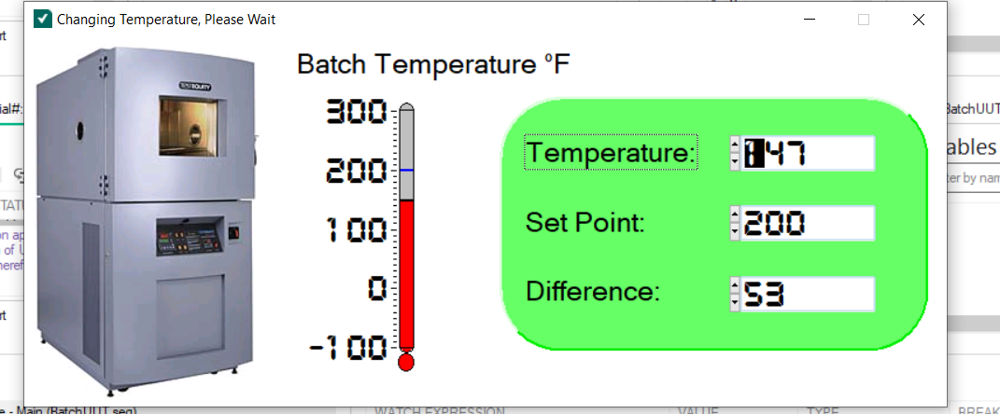 Changing Temperature, Please Wait
Batch Temperature °F
TESTEQUITY
300
200
100
0
-100
Temperature: 147
Set Point: 200
Difference: 53
ial#:
BatchUUT
ables
er by nam
TATU
on ap
of U
heref
rt
rt
e - Main (BatchUUT.seq)
WATCH EXPRESSION
VALUE
TYPE
BREAK